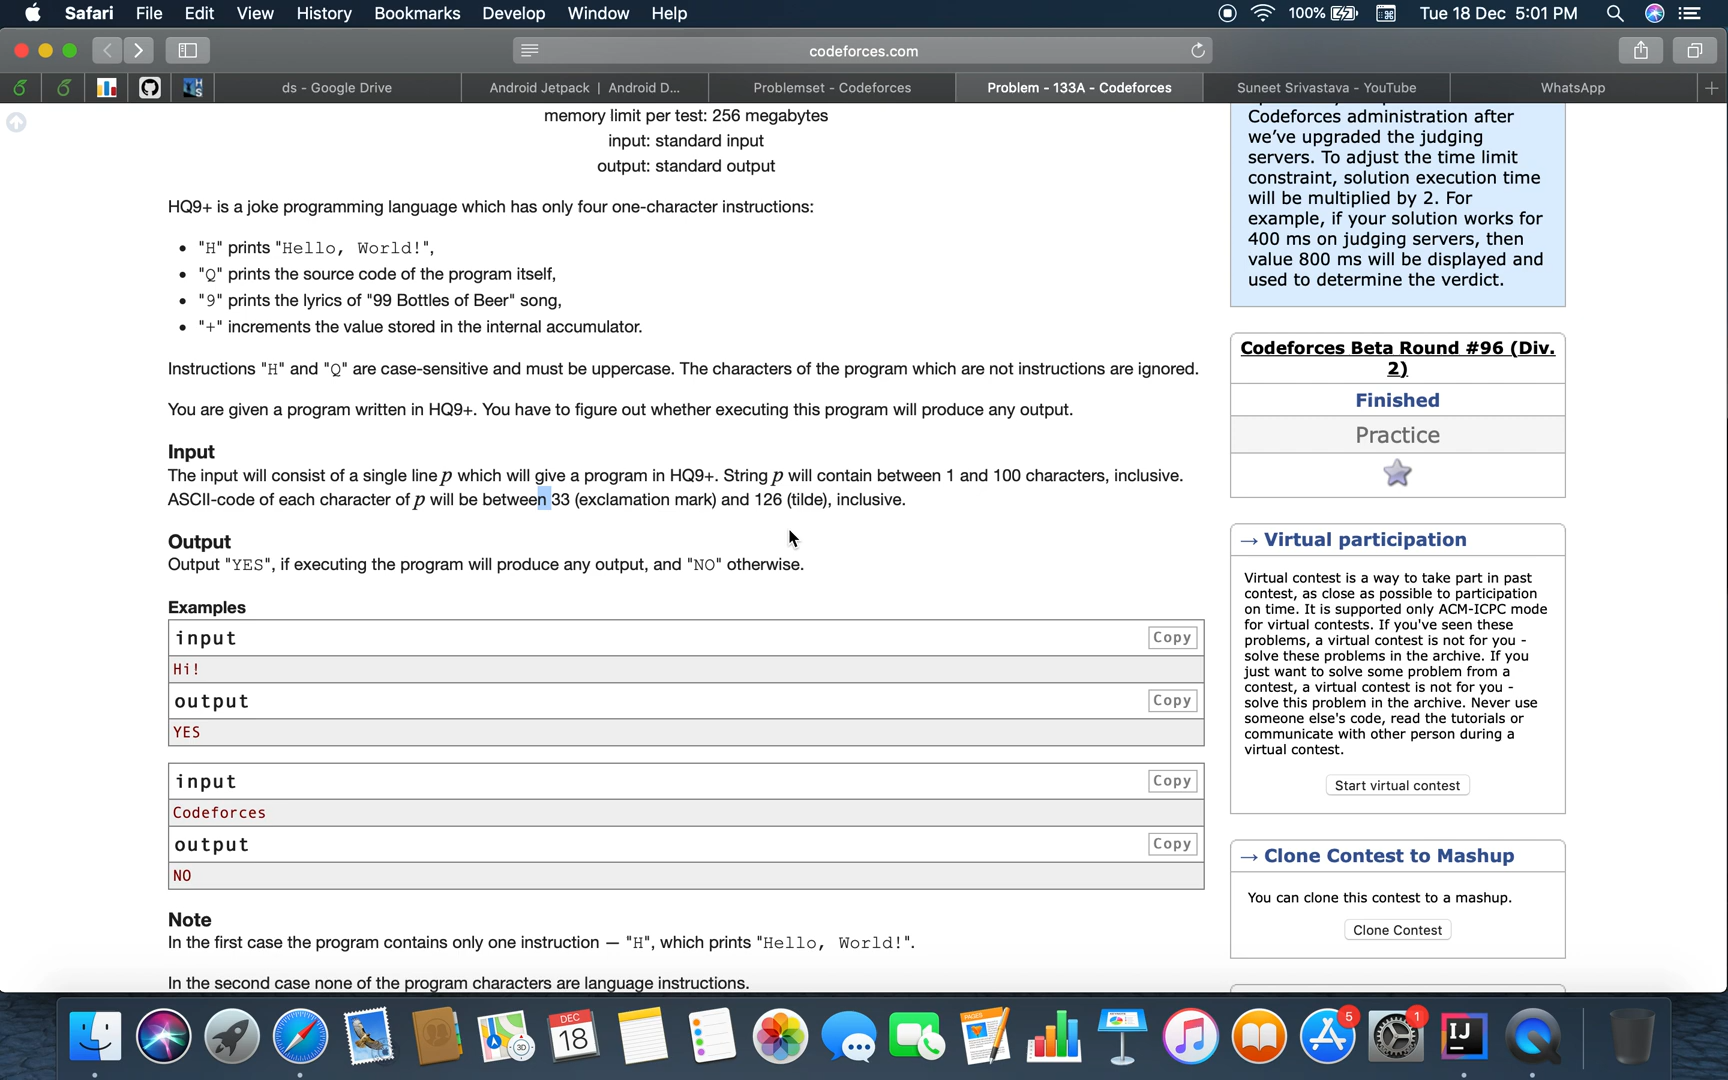 Safari File Edit View History Bookmarks Develop Window Help 100% Tue 18 Dec 5:01 PM
codeforces.com
ds - Google Drive Android Jetpack | Android D... Problemset - Codeforces Problem - 133A - Codeforces Suneet Srivastava - YouTube WhatsApp
memory limit per test: 256 megabytes
input: standard input
output: standard output
HQ9+ is a joke programming language which has only four one-character instructions:
• "H" prints "Hello, World!",
• "Q" prints the source code of the program itself,
• "9" prints the lyrics of "99 Bottles of Beer" song,
• "+" increments the value stored in the internal accumulator.
Instructions "H" and "Q" are case-sensitive and must be uppercase. The characters of the program which are not instructions are ignored.
You are given a program written in HQ9+. You have to figure out whether executing this program will produce any output.
Input
The input will consist of a single line p which will give a program in HQ9+. String p will contain between 1 and 100 characters, inclusive.
ASCII-code of each character of p will be between 33 (exclamation mark) and 126 (tilde), inclusive.
Output
Output "YES", if executing the program will produce any output, and "NO" otherwise.
Examples
input Copy
Hi!
output Copy
YES
input Copy
Codeforces
output Copy
NO
Note
In the first case the program contains only one instruction — "H", which prints "Hello, World!".
In the second case none of the program characters are language instructions.
Codeforces administration after
we've upgraded the judging
servers. To adjust the time limit
constraint, solution execution time
will be multiplied by 2. For
example, if your solution works for
400 ms on judging servers, then
value 800 ms will be displayed and
used to determine the verdict.
Codeforces Beta Round #96 (Div.
2)
Finished
Practice
→ Virtual participation
Virtual contest is a way to take part in past
contest, as close as possible to participation
on time. It is supported only ACM-ICPC mode
for virtual contests. If you've seen these
problems, a virtual contest is not for you -
solve these problems in the archive. If you
just want to solve some problem from a
contest, a virtual contest is not for you -
solve this problem in the archive. Never use
someone else's code, read the tutorials or
communicate with other person during a
virtual contest.
Start virtual contest
→ Clone Contest to Mashup
You can clone this contest to a mashup.
Clone Contest
DEC
18
3D
PAGES
5
1
IJ